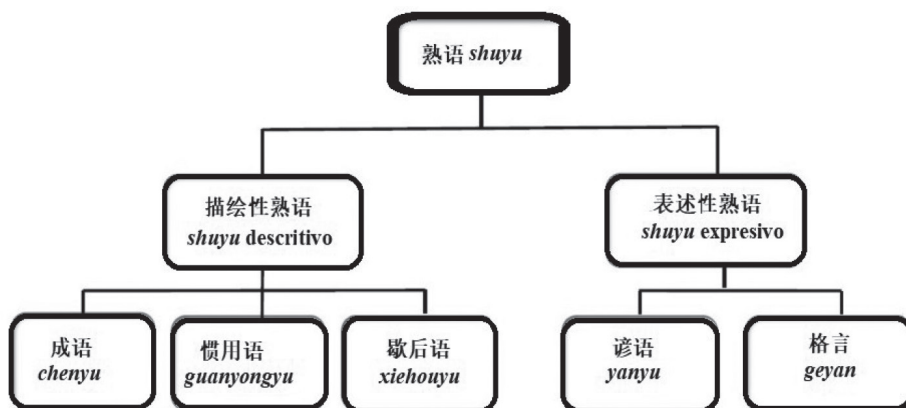 熟语 shuyu
描绘性熟语
shuyu descritivo
表述性熟语
shuyu expresivo
成语
chenyu
惯用语
guanyongyu
歇后语
xiehouyu
谚语
yanyu
格言
geyan